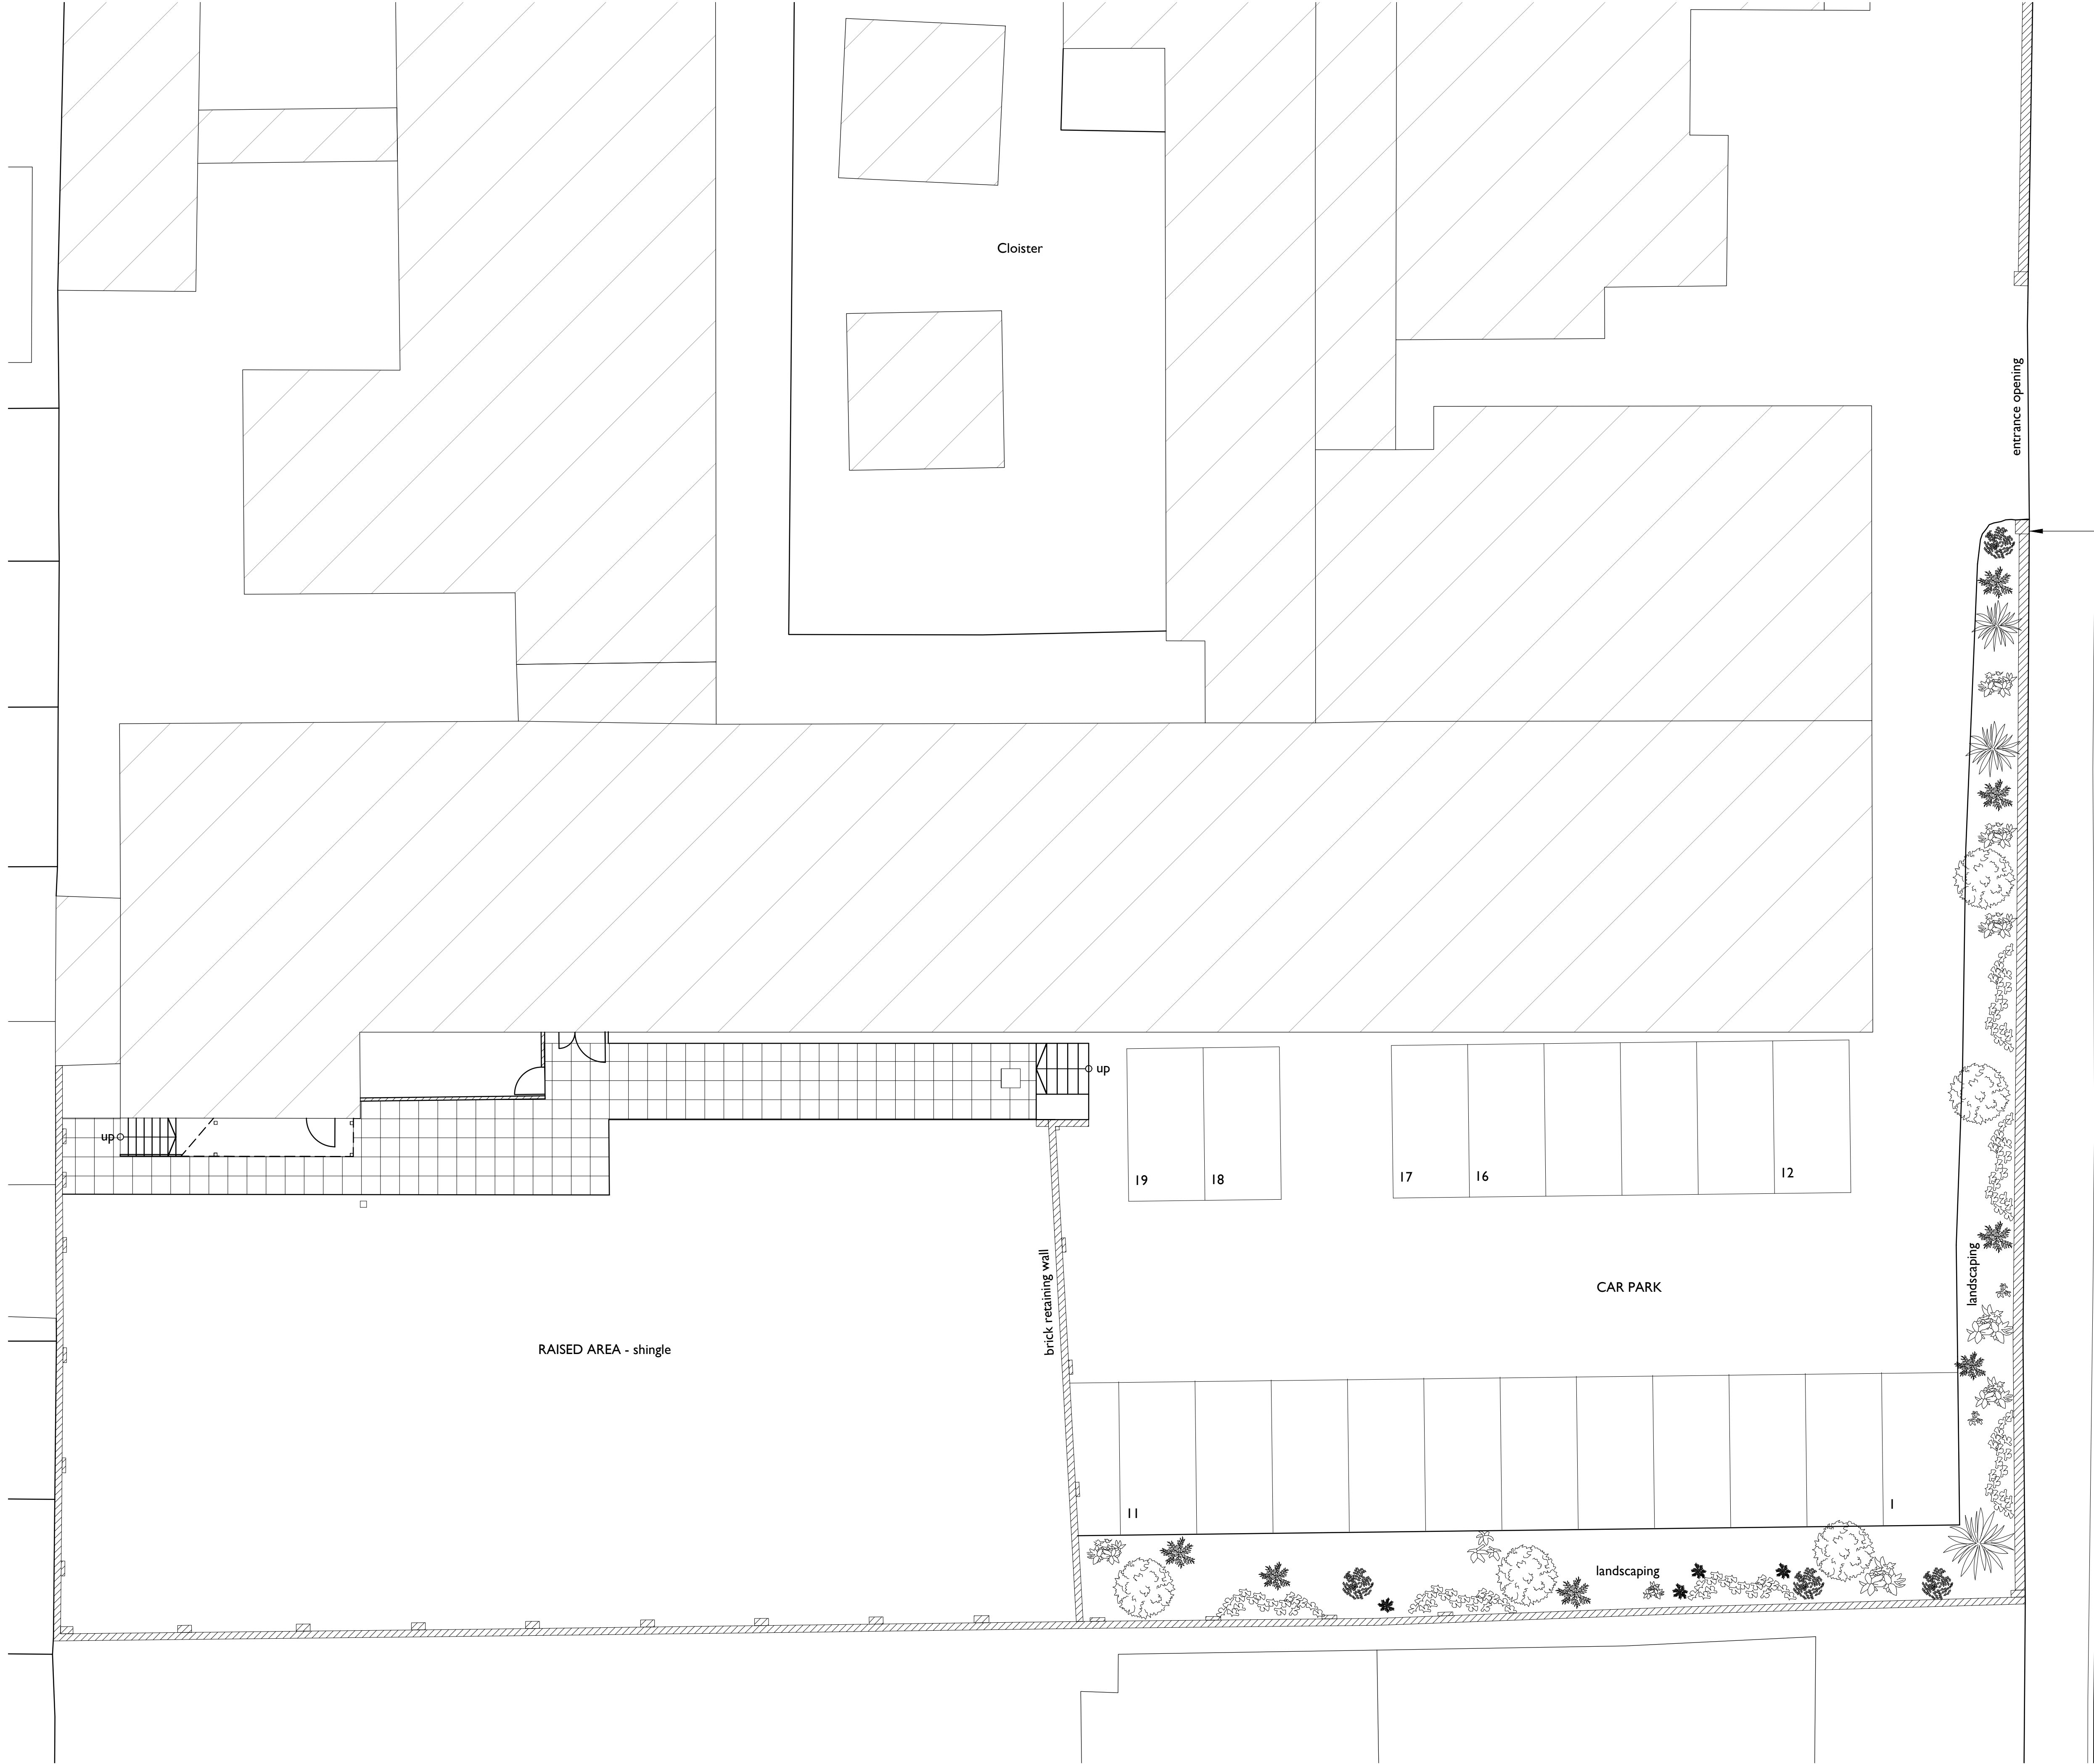 Cloister
entrance opening
up
up
19
18
17
16
12
brick retaining wall
landscaping
CAR PARK
RAISED AREA - shingle
11
1
landscaping